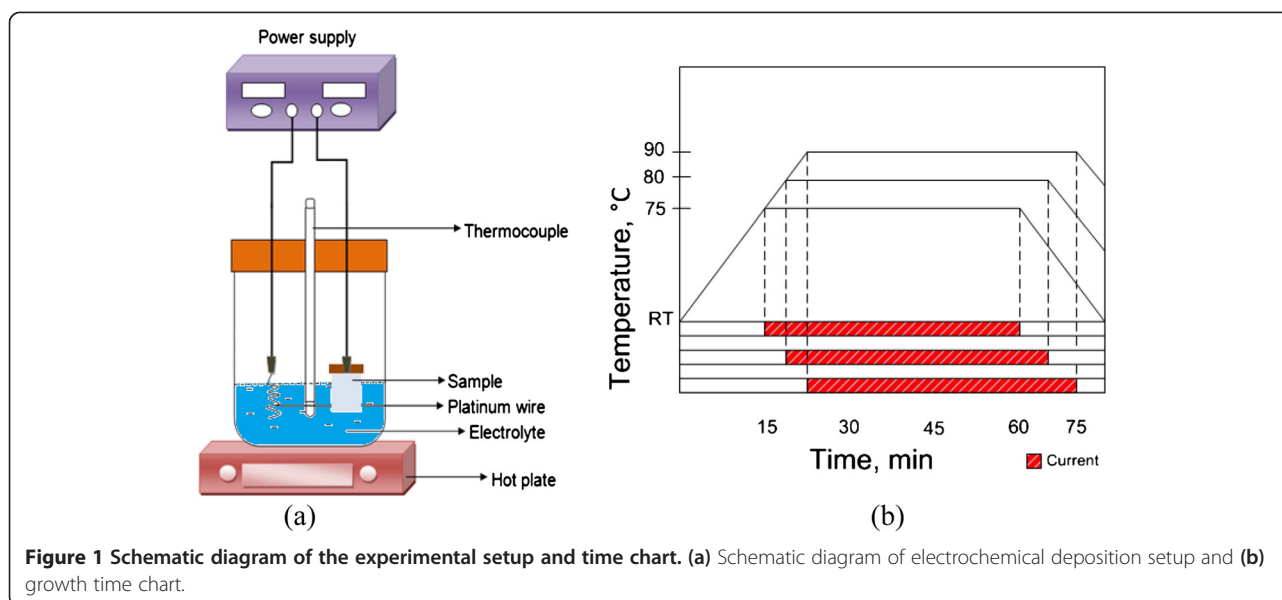 Power supply
Thermocouple
Sample
Platinum wire
Electrolyte
Hot plate
(a)
Temperature, °C
90
80
75
RT
15 30 45 60 75
Time, min
Current
(b)
Figure 1 Schematic diagram of the experimental setup and time chart. (a) Schematic diagram of electrochemical deposition setup and (b)
growth time chart.